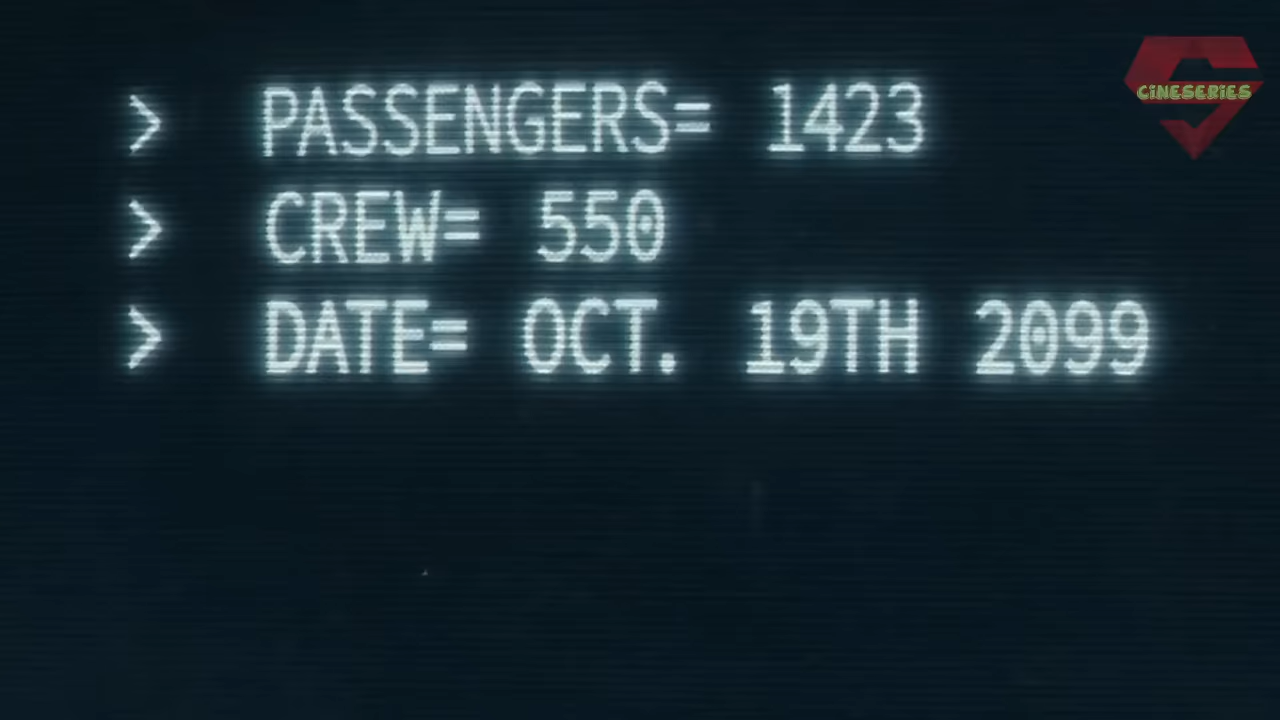 > PASSENGERS= 1423
CINESERIES
> CREW= 550
> DATE= OCT. 19TH 2099